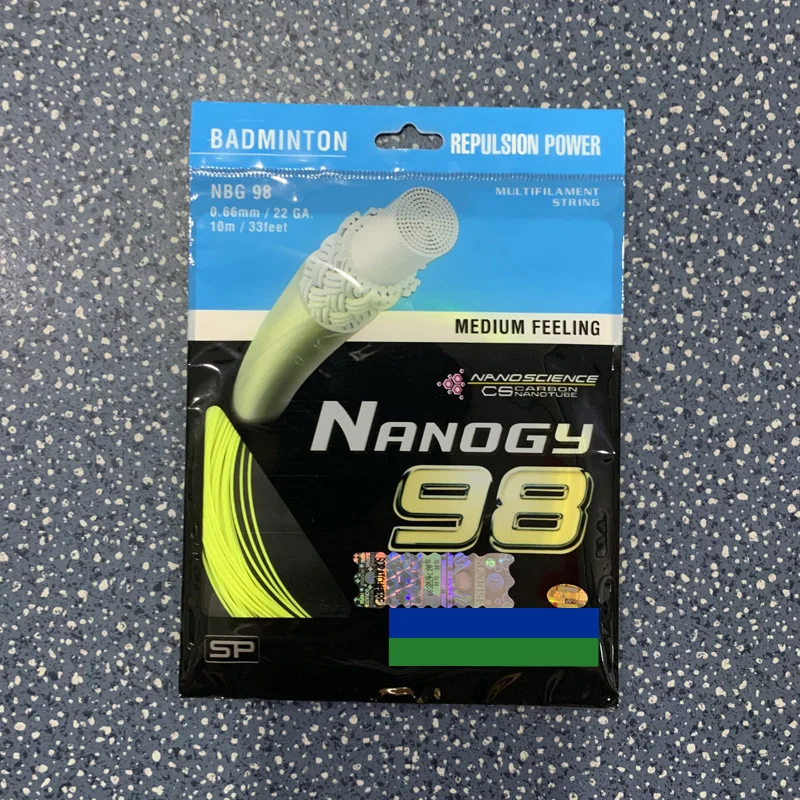 BADMINTON
REPULSION POWER
NBG 98
0.66mm / 22 GA.
10m / 33feet
MULTIFILAMENT
STRING
MEDIUM FEELING
NANOSCIENCE
CS CARBON
NANOTUBE
NANOGY
98
SP